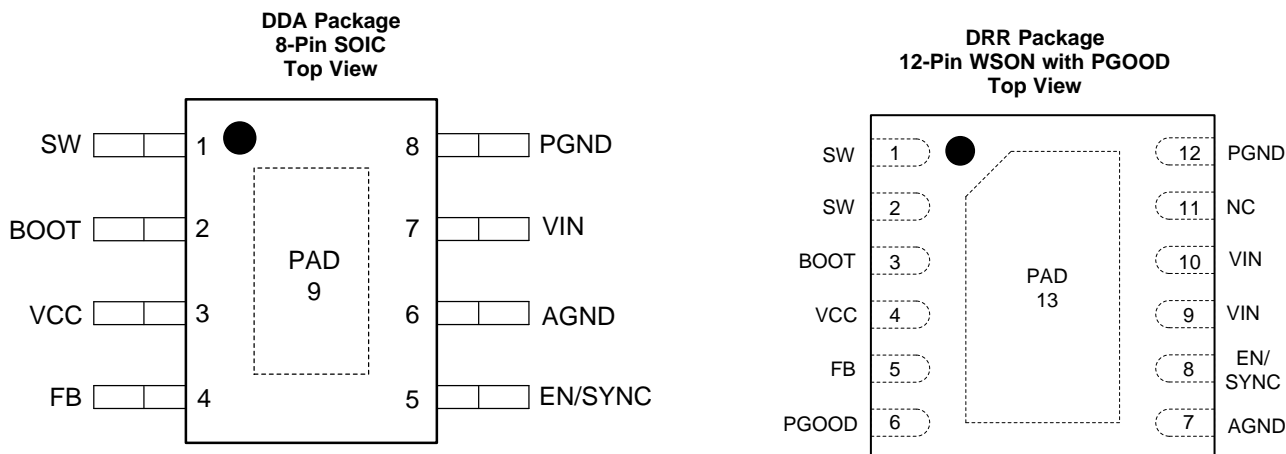 DDA Package
8-Pin SOIC
Top View
SW 1 8 PGND
BOOT 2 7 VIN
PAD
9
VCC 3 6 AGND
FB 4 5 EN/SYNC
DRR Package
12-Pin WSON with PGOOD
Top View
SW 1 12 PGND
SW 2 11 NC
BOOT 3 10 VIN
PAD
13
VCC 4 9 VIN
FB 5 8 EN/
SYNC
PGOOD 6 7 AGND